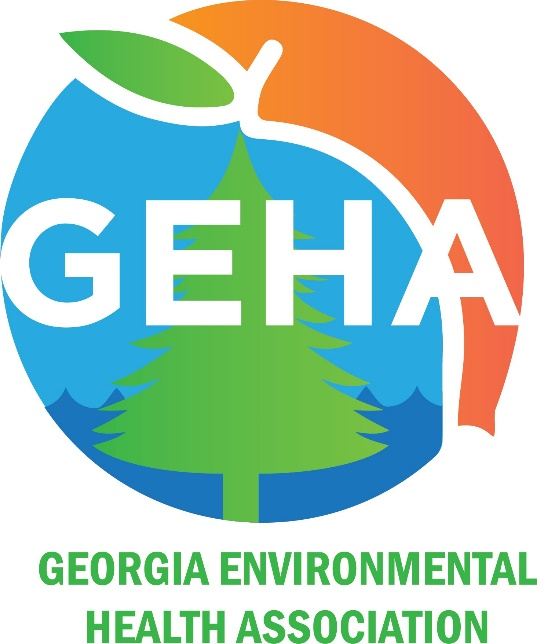 GEHA
GEORGIA ENVIRONMENTAL
HEALTH ASSOCIATION